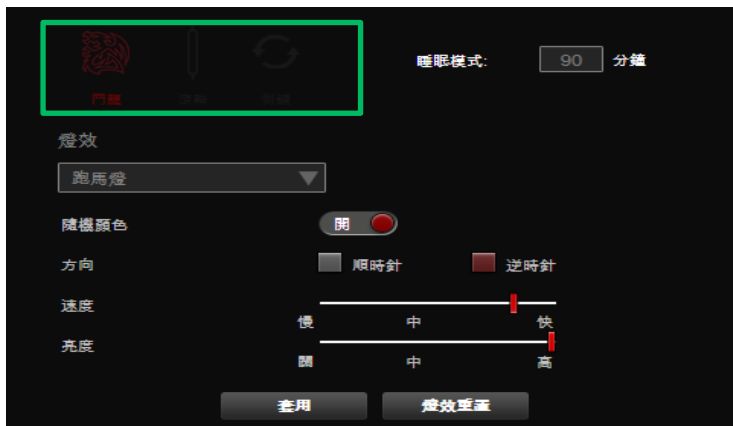 睡眠模式: 90 分鐘
鬥龍
燈效
跑馬燈
隨機顏色 開
方向 順時針 逆時針
速度
慢 中 快
亮度
關 中 高
套用 燈效重置